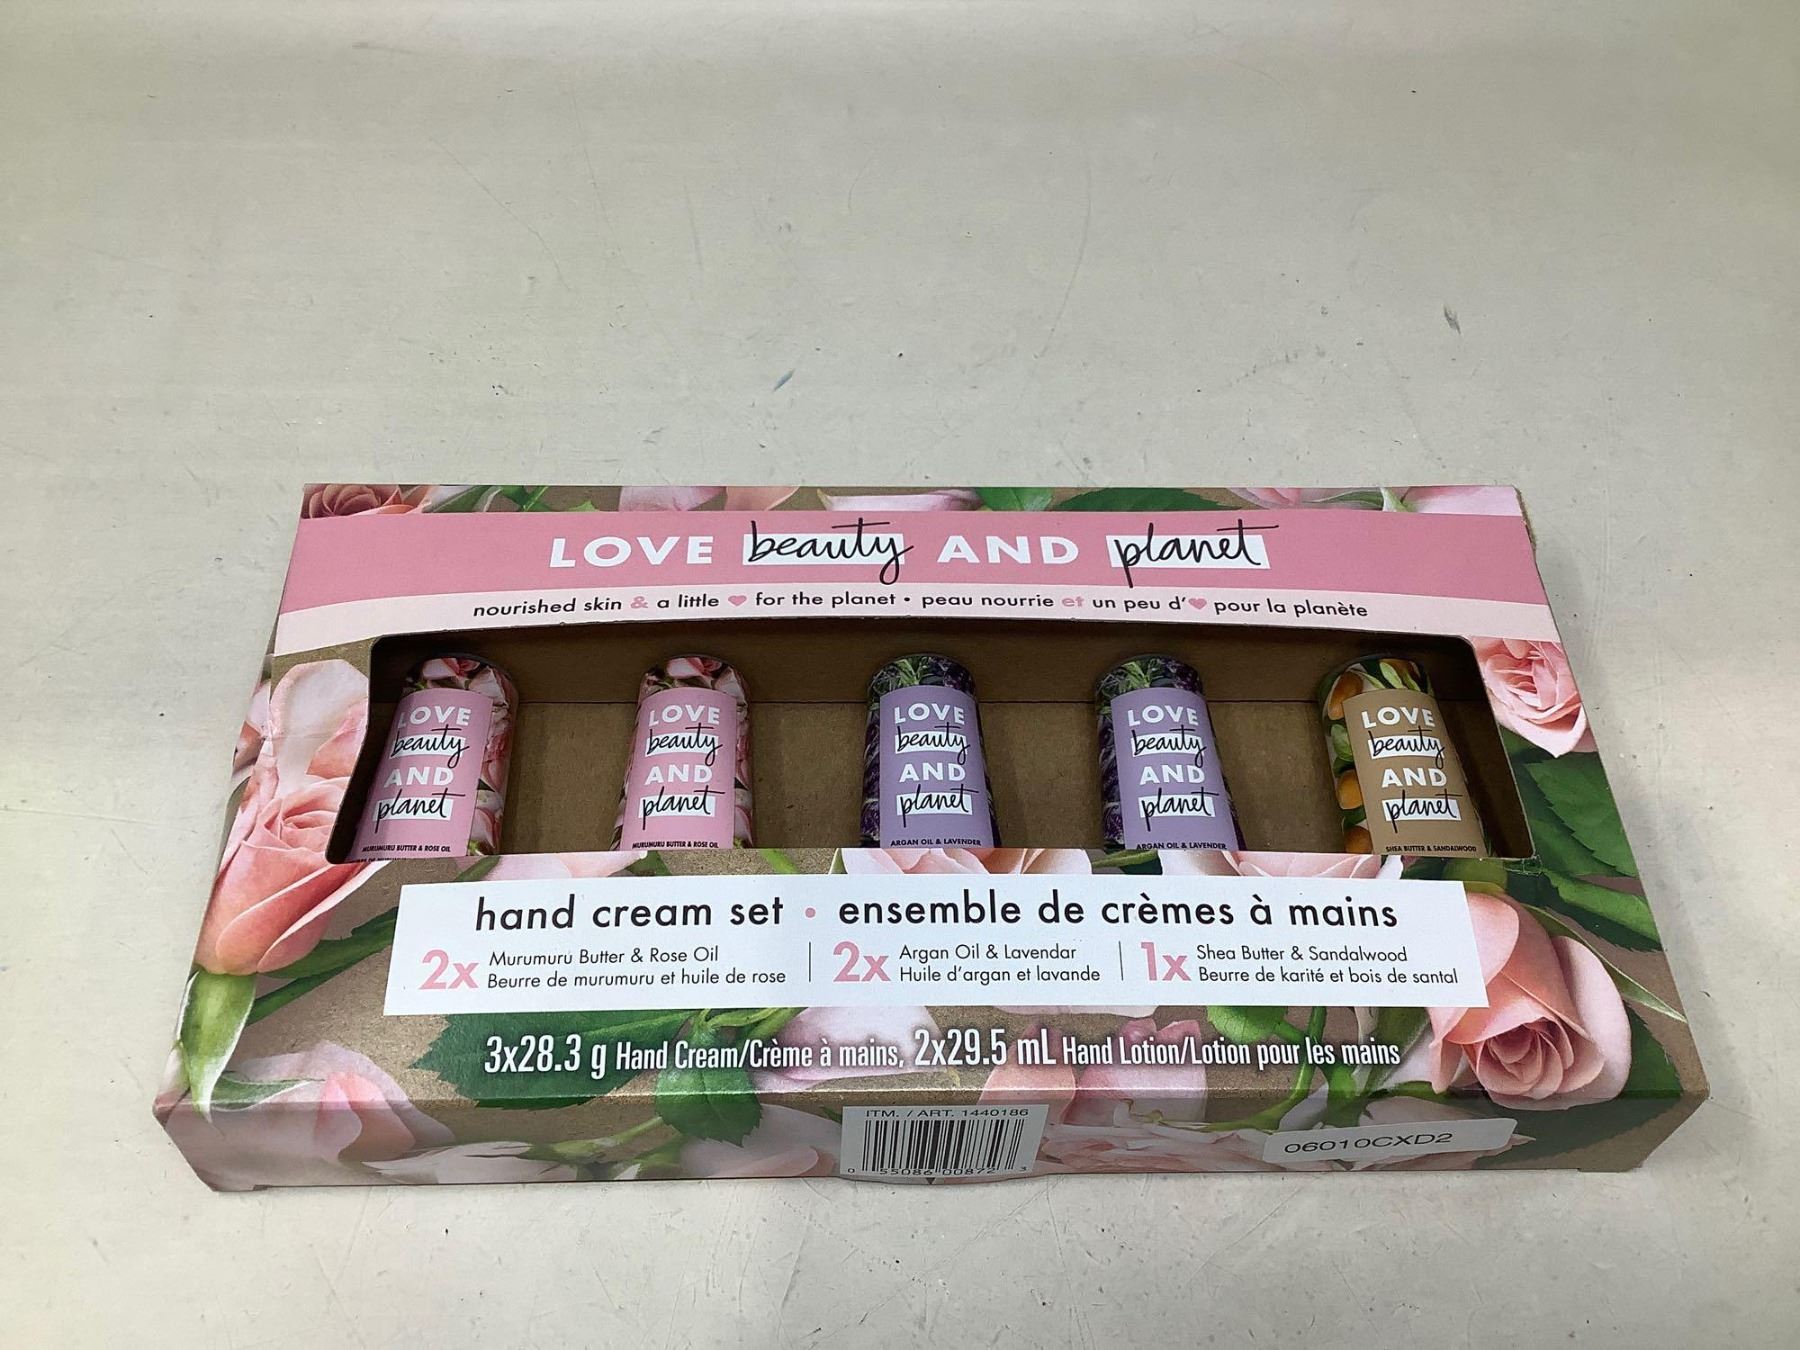 LOVE beauty AND planet
nourished skin & a little ♥ for the planet • peau nourrie et un peu d'♥ pour la planète
LOVE
beauty
AND
planet
MURUMURU BUTTER & ROSE OIL
LOVE
beauty
AND
planet
MURUMURU BUTTER & ROSE OIL
LOVE
beauty
AND
planet
ARGAN OIL & LAVENDER
LOVE
beauty
AND
planet
ARGAN OIL & LAVENDER
LOVE
beauty
AND
planet
SHEA BUTTER & SANDALWOOD
hand cream set • ensemble de crèmes à mains
2x Murumuru Butter & Rose Oil
Beurre de murumuru et huile de rose
2x Argan Oil & Lavendar
Huile d'argan et lavande
1x Shea Butter & Sandalwood
Beurre de karité et bois de santal
3x28.3 g Hand Cream/Crème à mains, 2x29.5 mL Hand Lotion/Lotion pour les mains
ITM. / ART. 1440186
0 55086 00872 3
06010CXD2